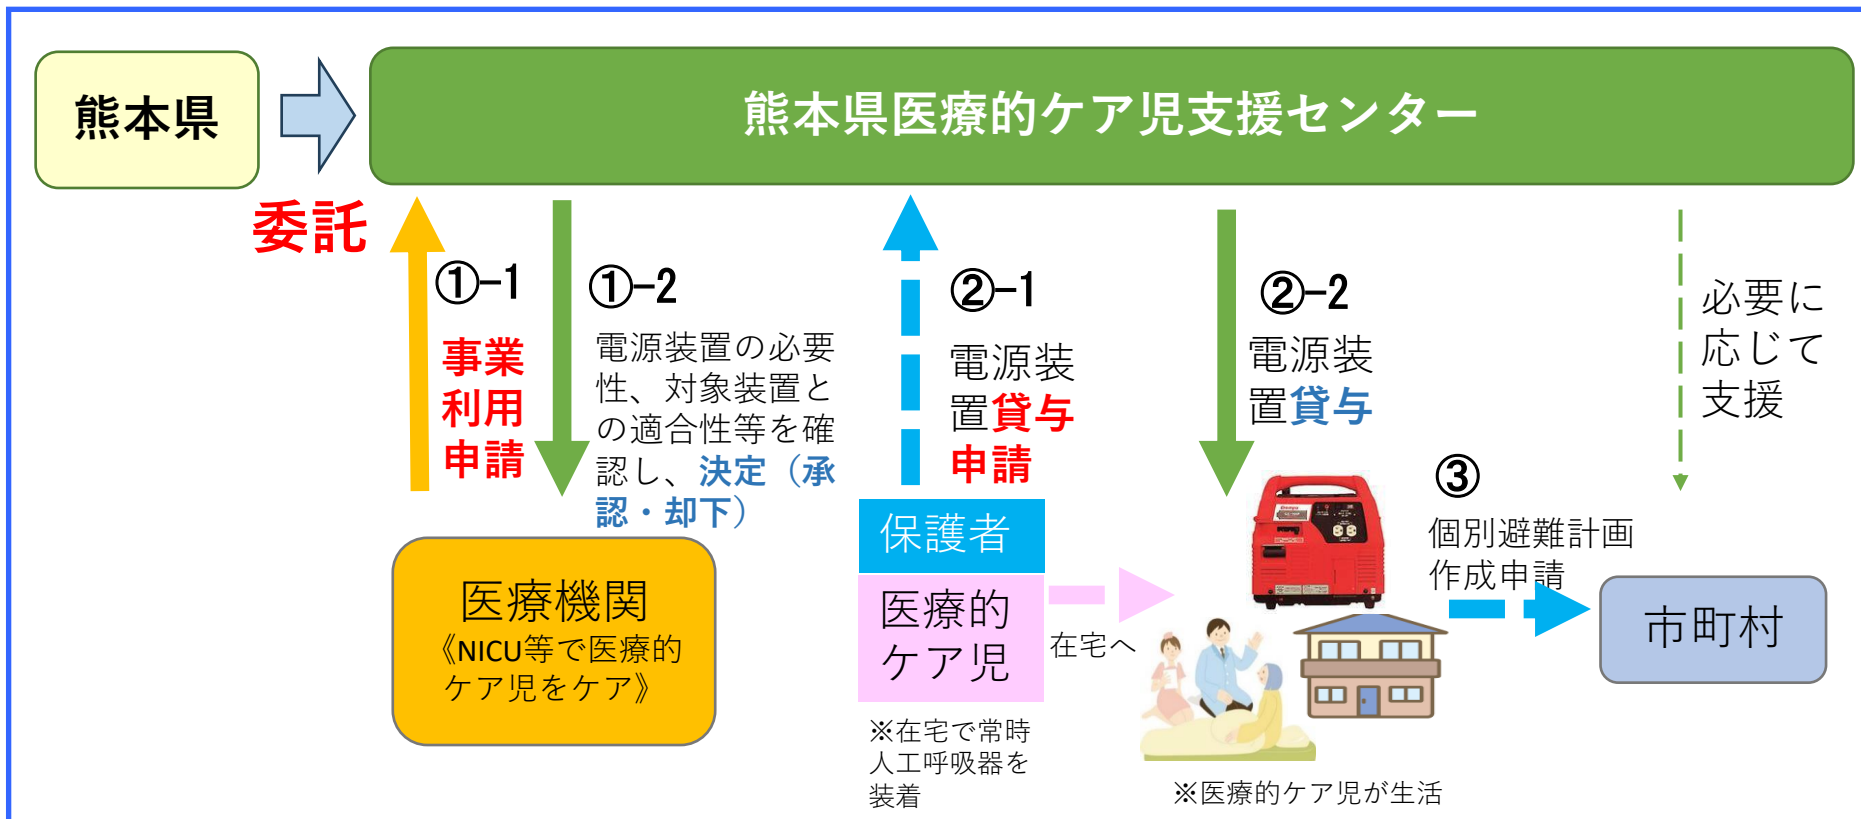 熊本県
熊本県医療的ケア児支援センター
委託
①-1
事業
利用
申請
①-2
電源装置の必要
性、対象装置と
の適合性等を確
認し、決定（承
認・却下）
②-1
電源装
置貸与
申請
②-2
電源装
置貸与
必要に
応じて
支援
③
個別避難計画
作成申請
医療機関
《NICU等で医療的
ケア児をケア》
保護者
医療的
ケア児
在宅へ
市町村
※在宅で常時
人工呼吸器を
装着
※医療的ケア児が生活